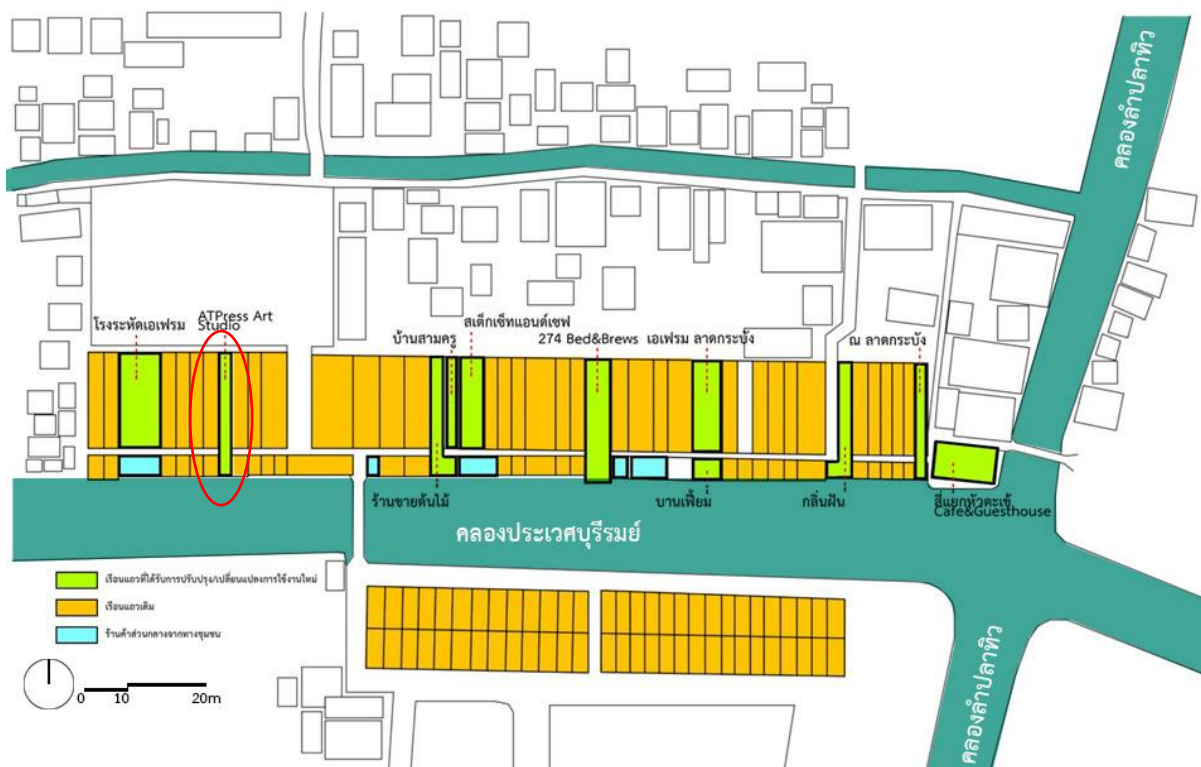 คลองลำปลาทิว
โรงระหัดเอเฟรม
ATPress Art
Studio
บ้านสามครู
สเต็กเซ็ทแอนด์เชฟ
274 Bed&Brews
เอเฟรม ลาดกระบัง
ณ ลาดกระบัง
ร้านขายต้นไม้
บานเฟี้ยม
กลิ่นฝัน
สี่แยกหัวตะเข้
Cafe&Guesthouse
คลองประเวศบุรีรมย์
เรือนแถวที่ได้รับการปรับปรุง/เปลี่ยนแปลงการใช้งานใหม่
เรือนแถวเดิม
ร้านค้าส่วนกลางจากทางชุมชน
0 10 20m
คลองลำปลาทิว